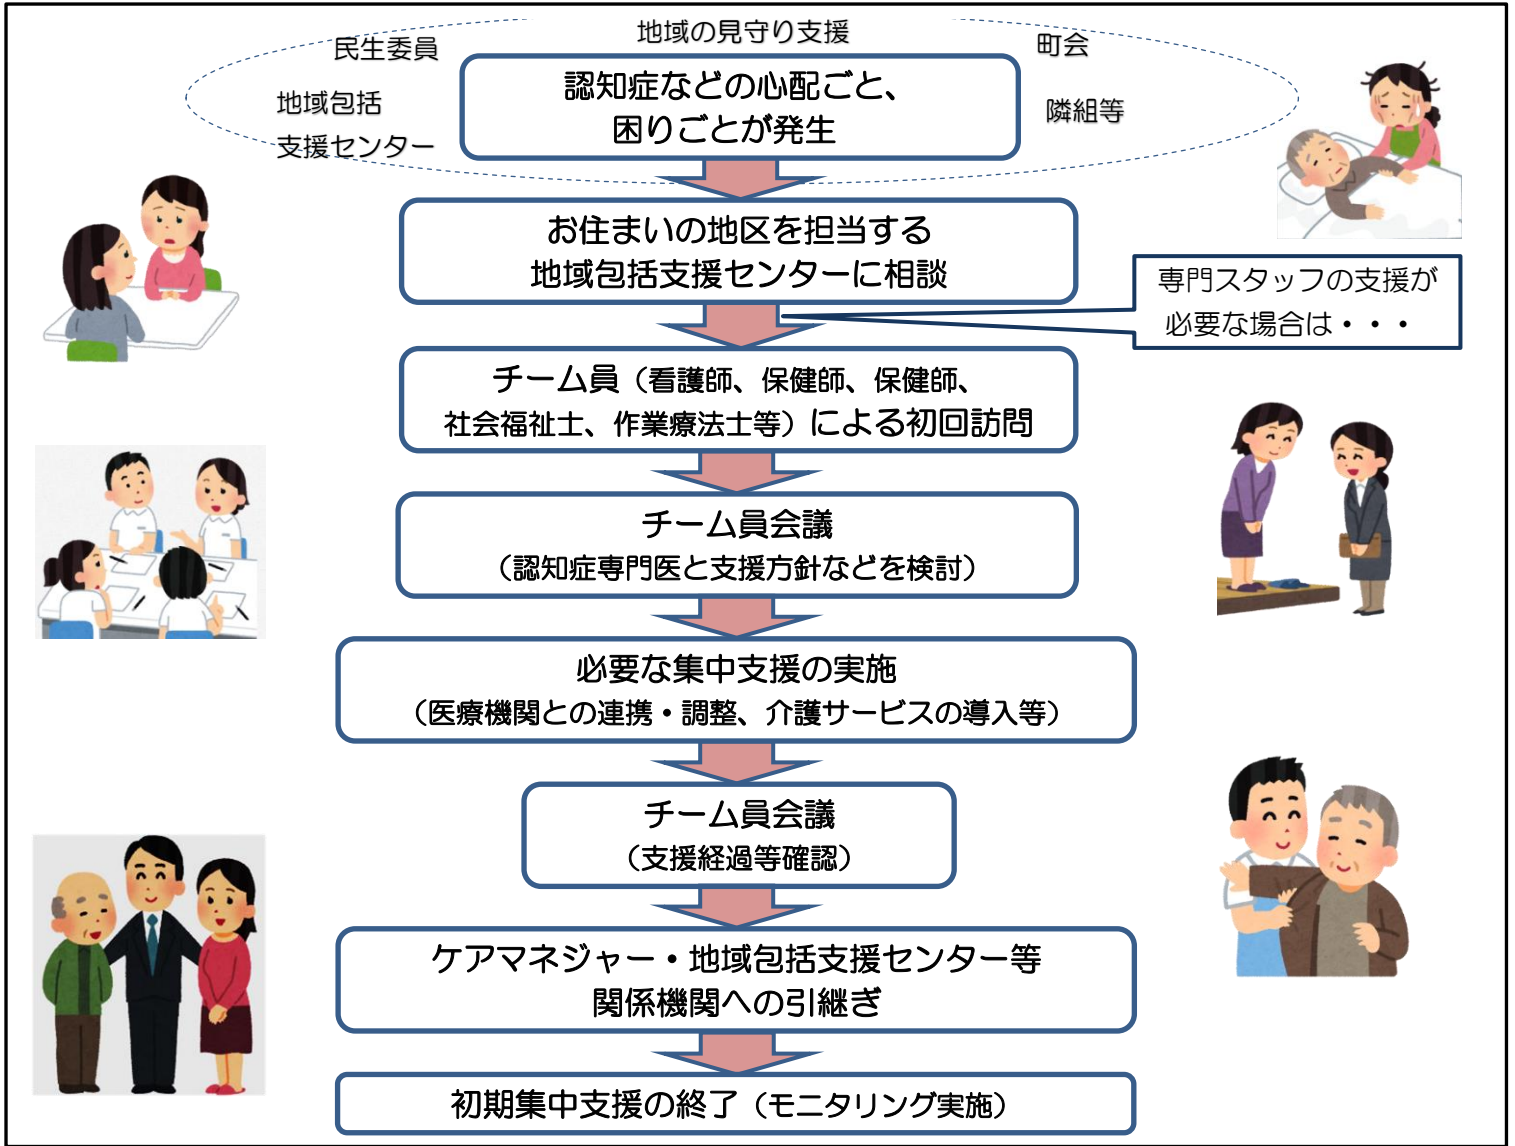 地域の見守り支援
民生委員
町会
地域包括
支援センター
隣組等
認知症などの心配ごと、
困りごとが発生
お住まいの地区を担当する
地域包括支援センターに相談
専門スタッフの支援が
必要な場合は・・・
チーム員（看護師、保健師、保健師、
社会福祉士、作業療法士等）による初回訪問
チーム員会議
（認知症専門医と支援方針などを検討）
必要な集中支援の実施
（医療機関との連携・調整、介護サービスの導入等）
チーム員会議
（支援経過等確認）
ケアマネジャー・地域包括支援センター等
関係機関への引継ぎ
初期集中支援の終了（モニタリング実施）